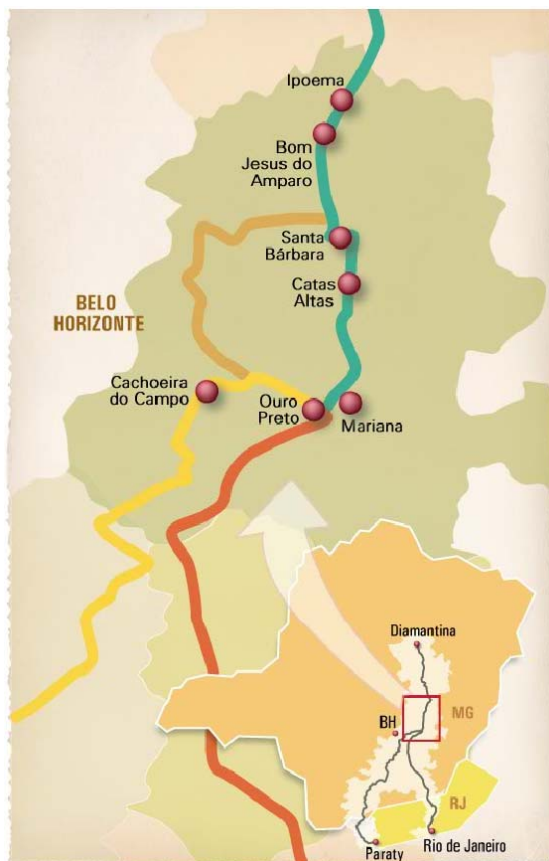 Ipoema
Bom
Jesus do
Amparo
Santa
Bárbara
Catas
Altas
BELO
HORIZONTE
Cachoeira
do Campo
Ouro
Preto
Mariana
Diamantina
BH
MG
RJ
Paraty
Rio de Janeiro